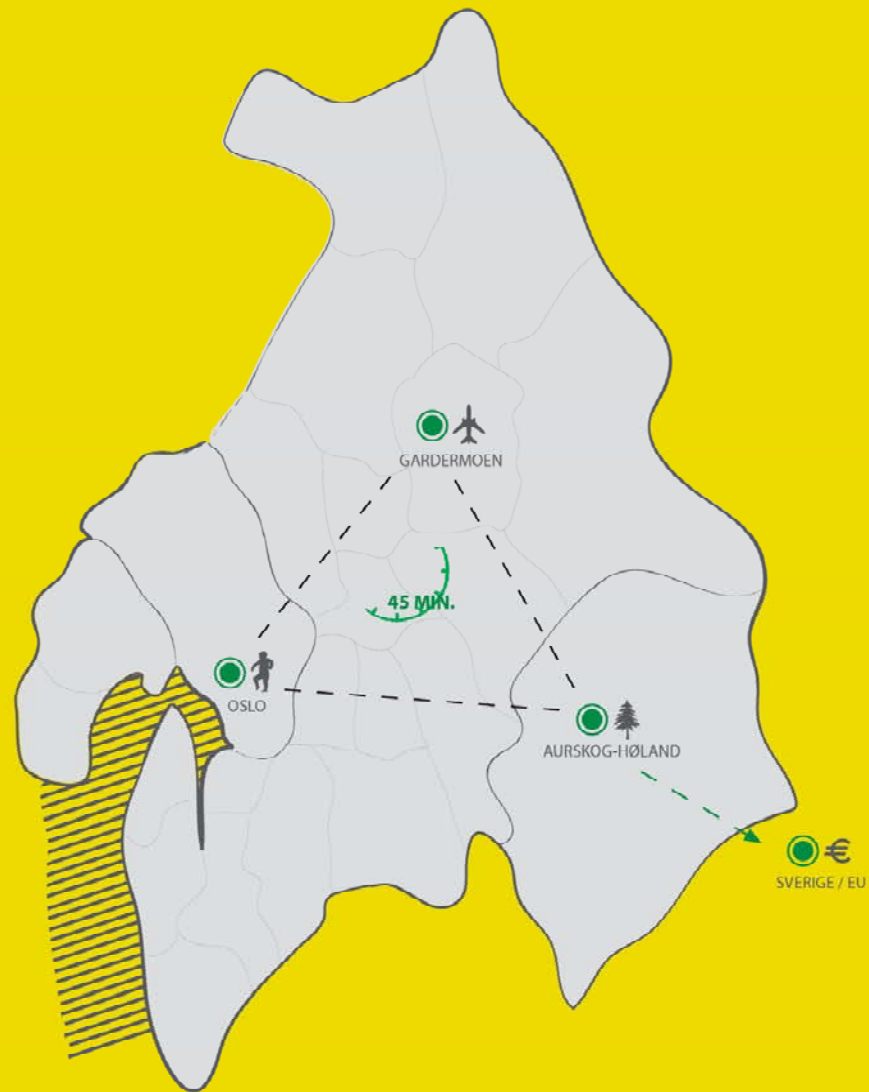 GARDERMOEN
45 MIN.
OSLO
AURSKOG-HØLAND
€
SVERIGE / EU